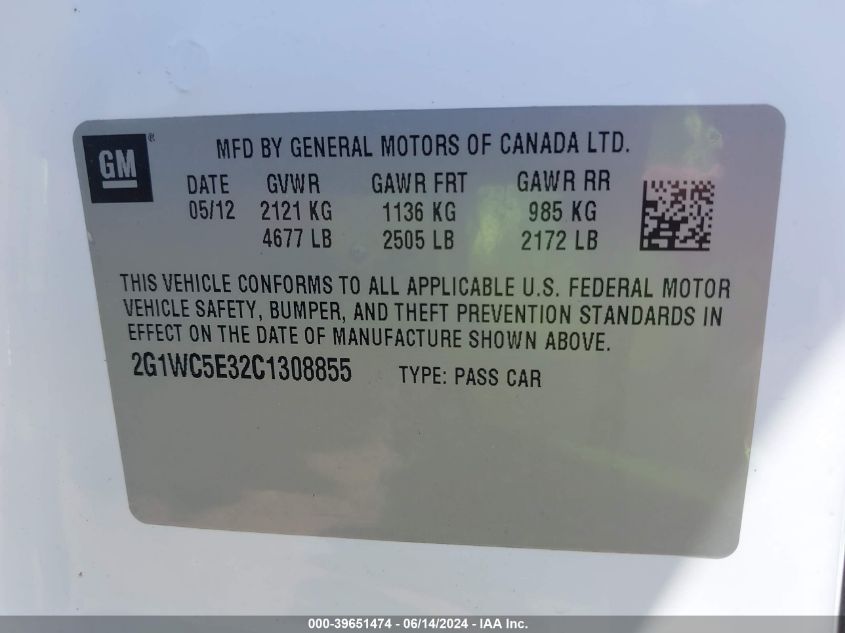 GM ®
MFD BY GENERAL MOTORS OF CANADA LTD.
DATE GVWR GAWR FRT GAWR RR
05/12 2121 KG 1136 KG 985 KG
4677 LB 2505 LB 2172 LB
THIS VEHICLE CONFORMS TO ALL APPLICABLE U.S. FEDERAL MOTOR
VEHICLE SAFETY, BUMPER, AND THEFT PREVENTION STANDARDS IN
EFFECT ON THE DATE OF MANUFACTURE SHOWN ABOVE.
2G1WC5E32C1308855 TYPE: PASS CAR
000-39651474 - 06/14/2024 - IAA Inc.